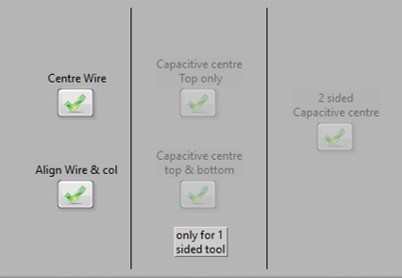 Centre Wire
Align Wire & col
Capacitive centre
Top only
Capacitive centre
top & bottom
only for 1
sided tool
2 sided
Capacitive centre